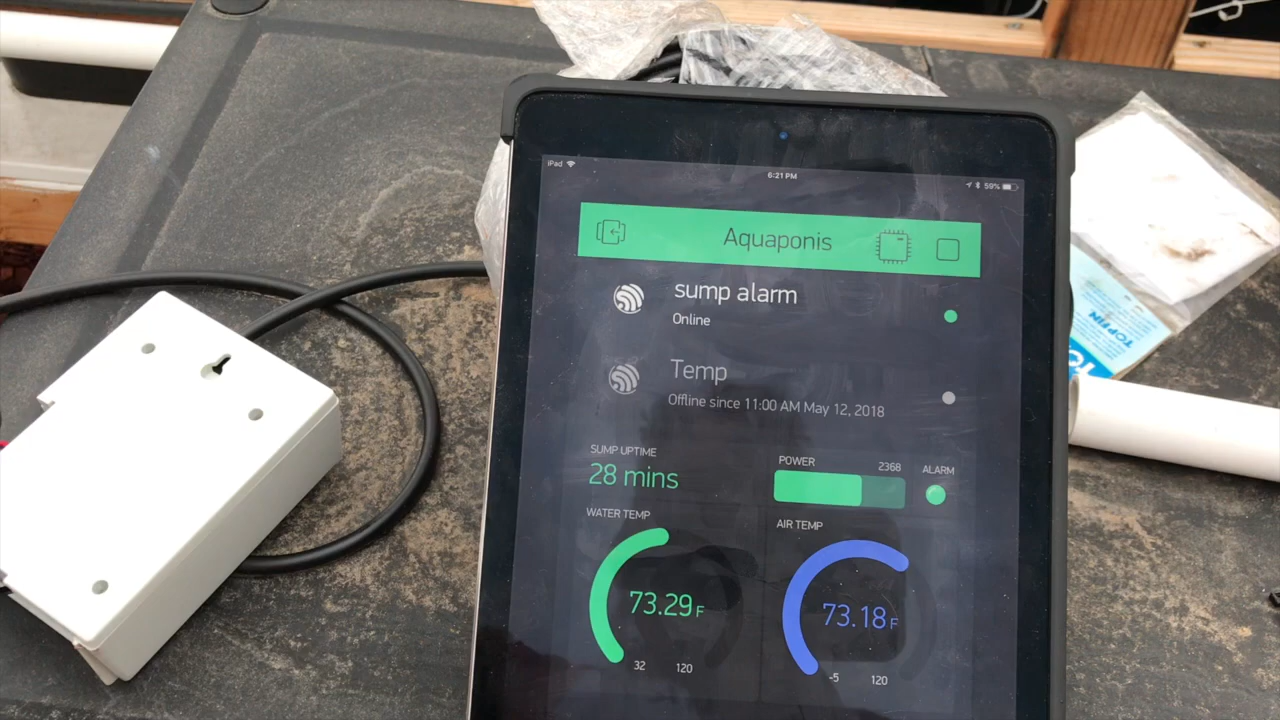 iPad
6:21 PM
59%
Aquaponis
sump alarm
Online
Temp
Offline since 11:00 AM May 12, 2018
SUMP UPTIME
28 mins
POWER 2368
ALARM
WATER TEMP
73.29 F
32 120
AIR TEMP
73.18 F
-5 120
TOPFIN